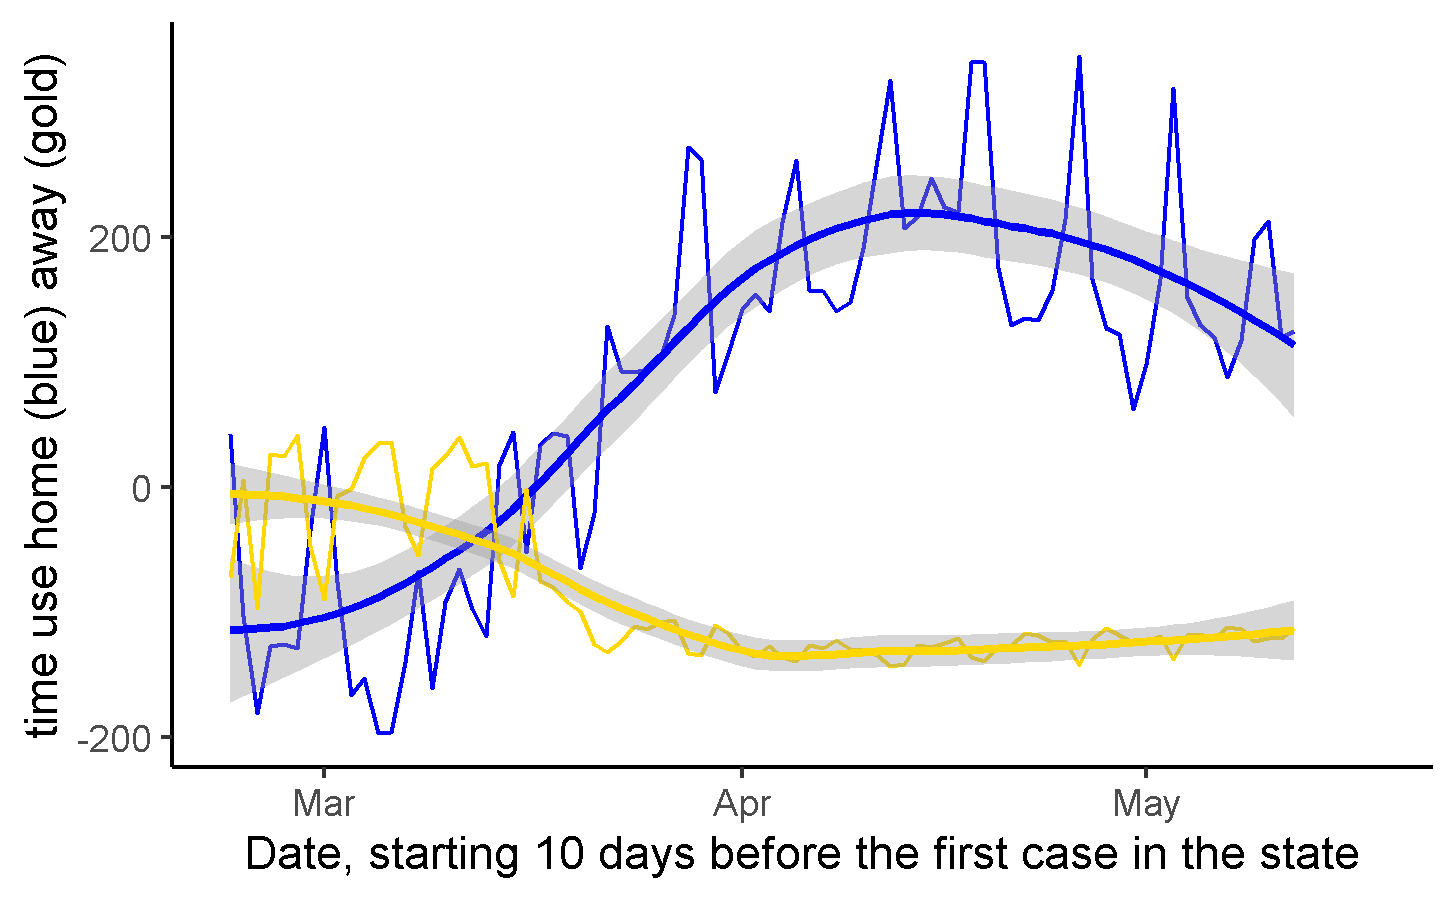 time use home (blue) away (gold)
200
0
-200
Mar
Apr
May
Date, starting 10 days before the first case in the state